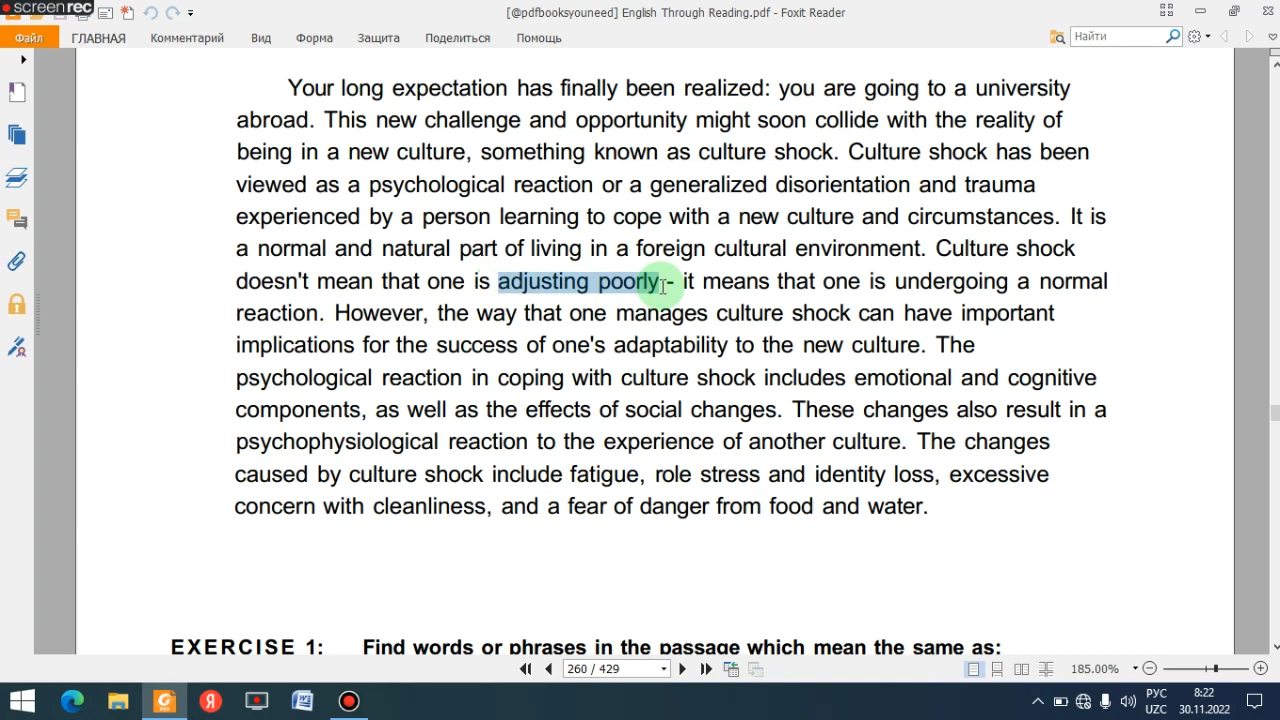 screenrec
[@pdfbooksyouneed] English Through Reading.pdf - Foxit Reader
Файл ГЛАВНАЯ Комментарий Вид Форма Защита Поделиться Помощь Найти
Your long expectation has finally been realized: you are going to a university
abroad. This new challenge and opportunity might soon collide with the reality of
being in a new culture, something known as culture shock. Culture shock has been
viewed as a psychological reaction or a generalized disorientation and trauma
experienced by a person learning to cope with a new culture and circumstances. It is
a normal and natural part of living in a foreign cultural environment. Culture shock
doesn't mean that one is adjusting poorly - it means that one is undergoing a normal
reaction. However, the way that one manages culture shock can have important
implications for the success of one's adaptability to the new culture. The
psychological reaction in coping with culture shock includes emotional and cognitive
components, as well as the effects of social changes. These changes also result in a
psychophysiological reaction to the experience of another culture. The changes
caused by culture shock include fatigue, role stress and identity loss, excessive
concern with cleanliness, and a fear of danger from food and water.
EXERCISE 1: Find words or phrases in the passage which mean the same as:
260 / 429 185.00%
РУС 8:22
UZC 30.11.2022